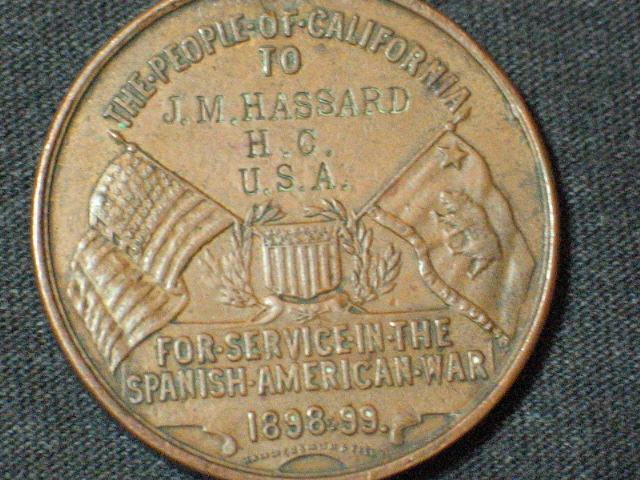 THE·PEOPLE·OF·CALIFORNIA
TO
J.M.HASSARD
H.C.
U.S.A.
FOR·SERVICE·IN·THE
SPANISH·AMERICAN·WAR
1898-99.